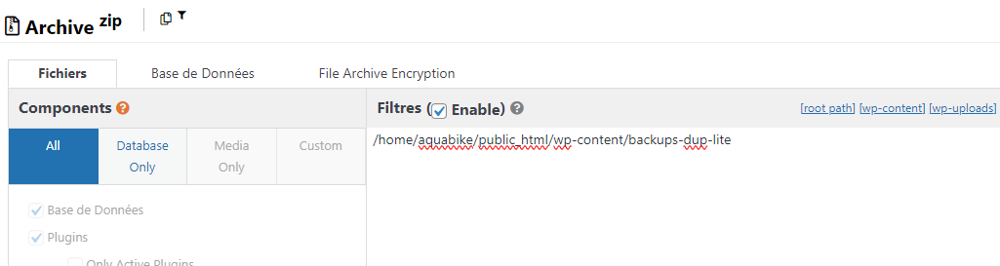 Archive zip
Fichiers Base de Données File Archive Encryption
Components ? Filtres ( Enable) ? [root path] [wp-content] [wp-uploads]
All Database Only Media Only Custom
/home/aquabike/public_html/wp-content/backups-dup-lite
Base de Données
Plugins
Only Active Plugins